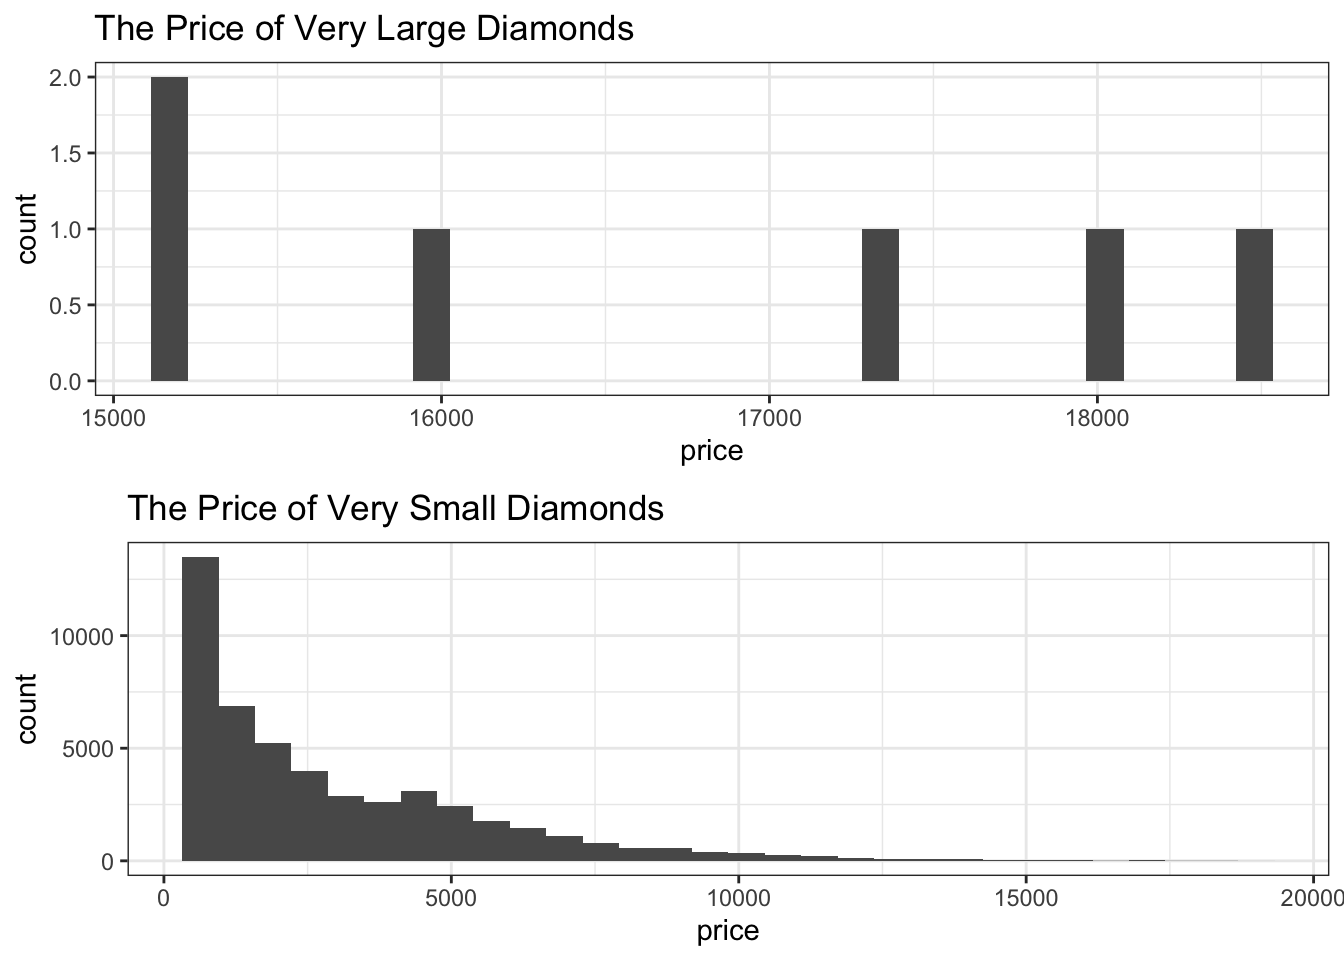 The Price of Very Large Diamonds
2.0
1.5
1.0
0.5
0.0
count
15000 16000 17000 18000
price
The Price of Very Small Diamonds
10000
5000
0
count
0 5000 10000 15000 20000
price